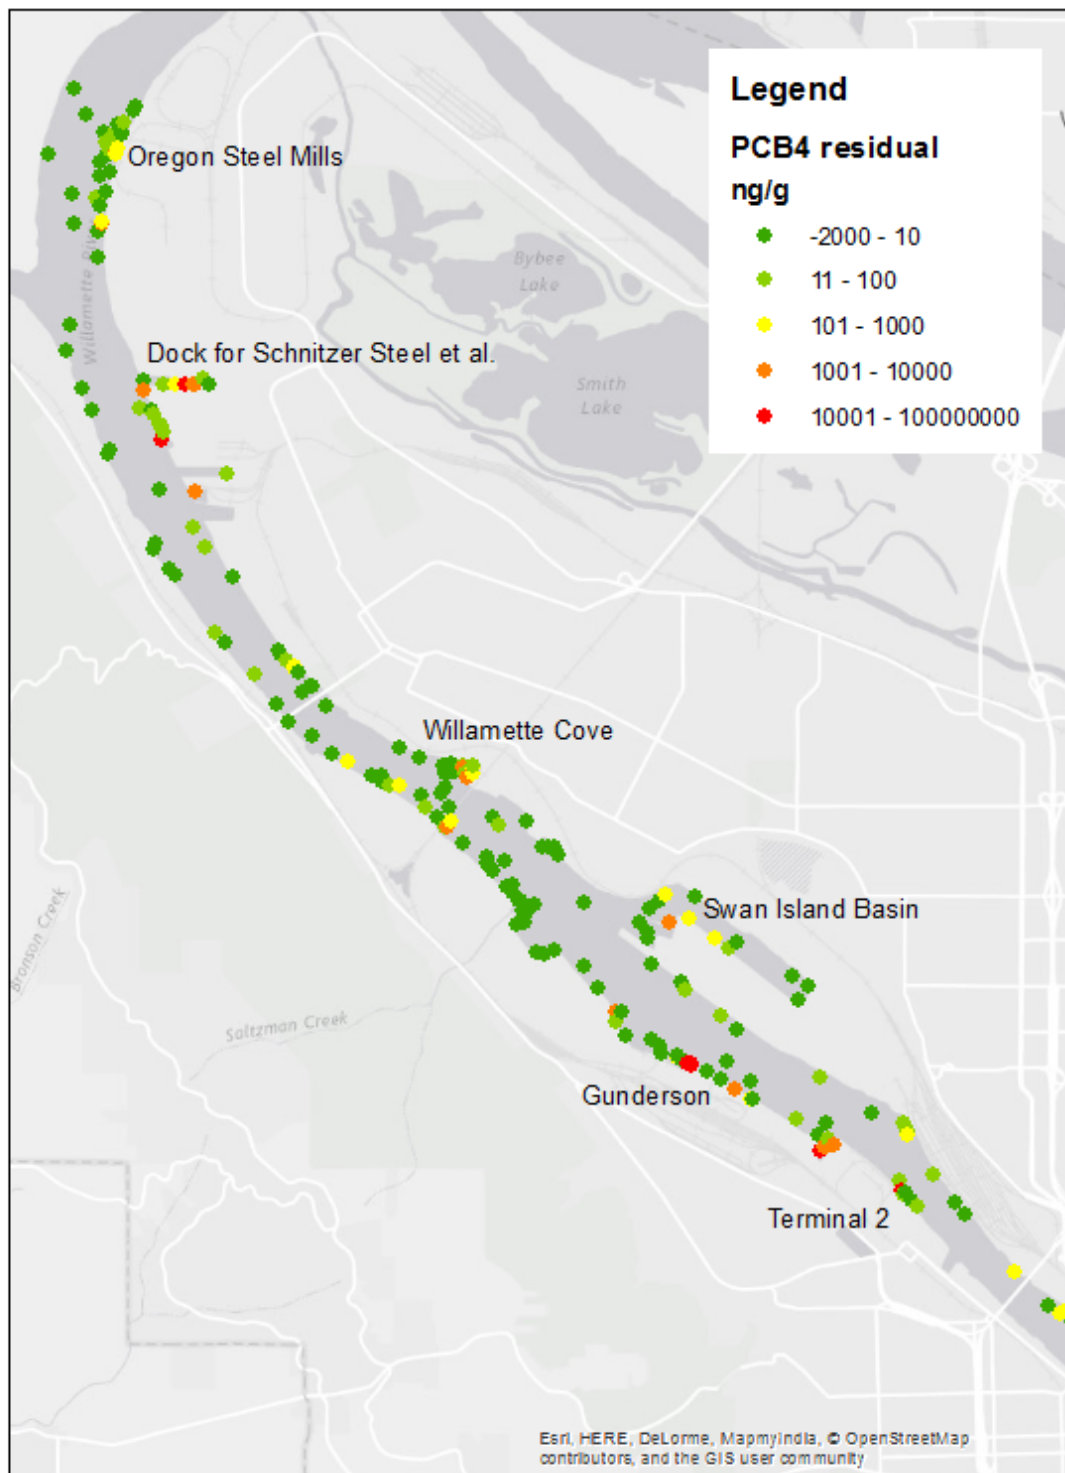 Legend
PCB4 residual
ng/g
-2000 - 10
11 - 100
101 - 1000
1001 - 10000
10001 - 100000000
Oregon Steel Mills
Willamette River
Bybee
Lake
Dock for Schnitzer Steel et al.
Smith
Lake
Willamette Cove
Swan Island Basin
Bronson Creek
Saltzman Creek
Gunderson
Terminal 2
Esri, HERE, DeLorme, MapmyIndia, © OpenStreetMap
contributors, and the GIS user community